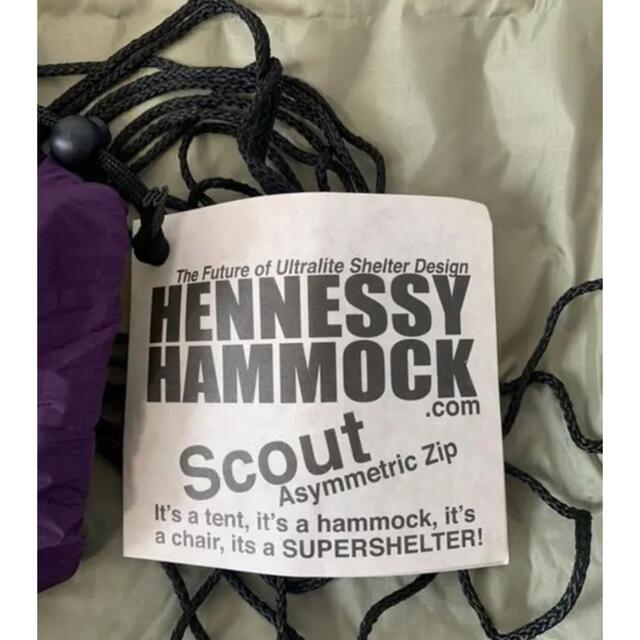 The Future of Ultralite Shelter Design
HENNESSY
HAMMOCK
.com
Scout
Asymmetric Zip
It's a tent, it's a hammock, it's
a chair, its a SUPERSHELTER!